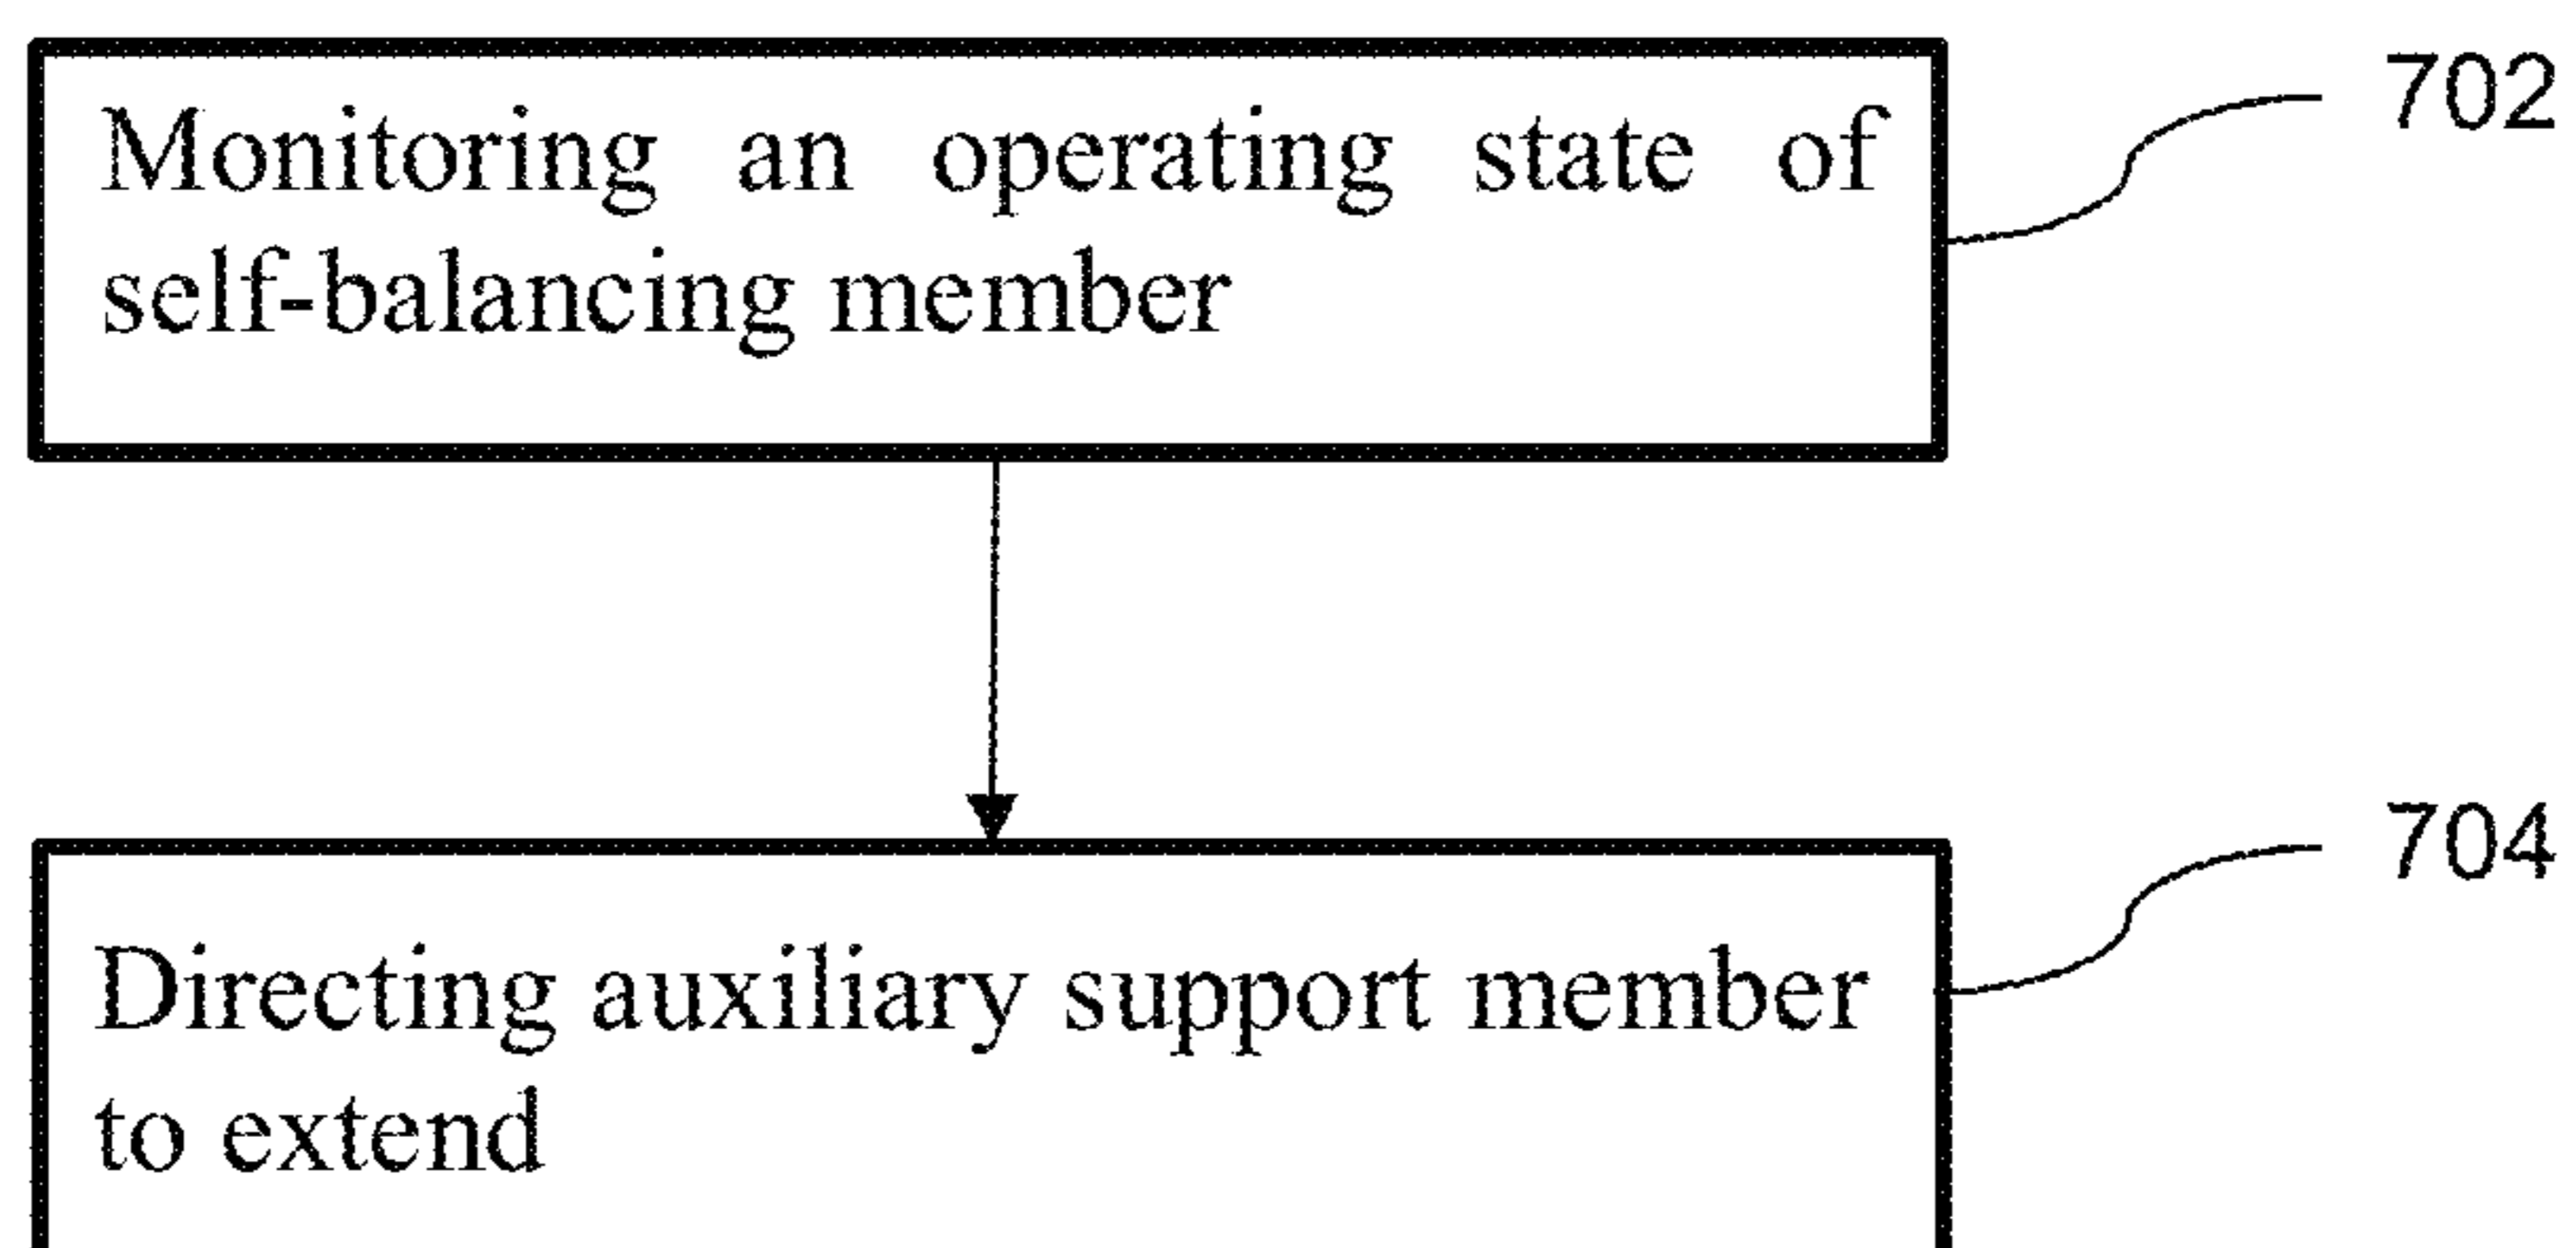 Monitoring an operating state of
self-balancing member
702
Directing auxiliary support member
to extend
704